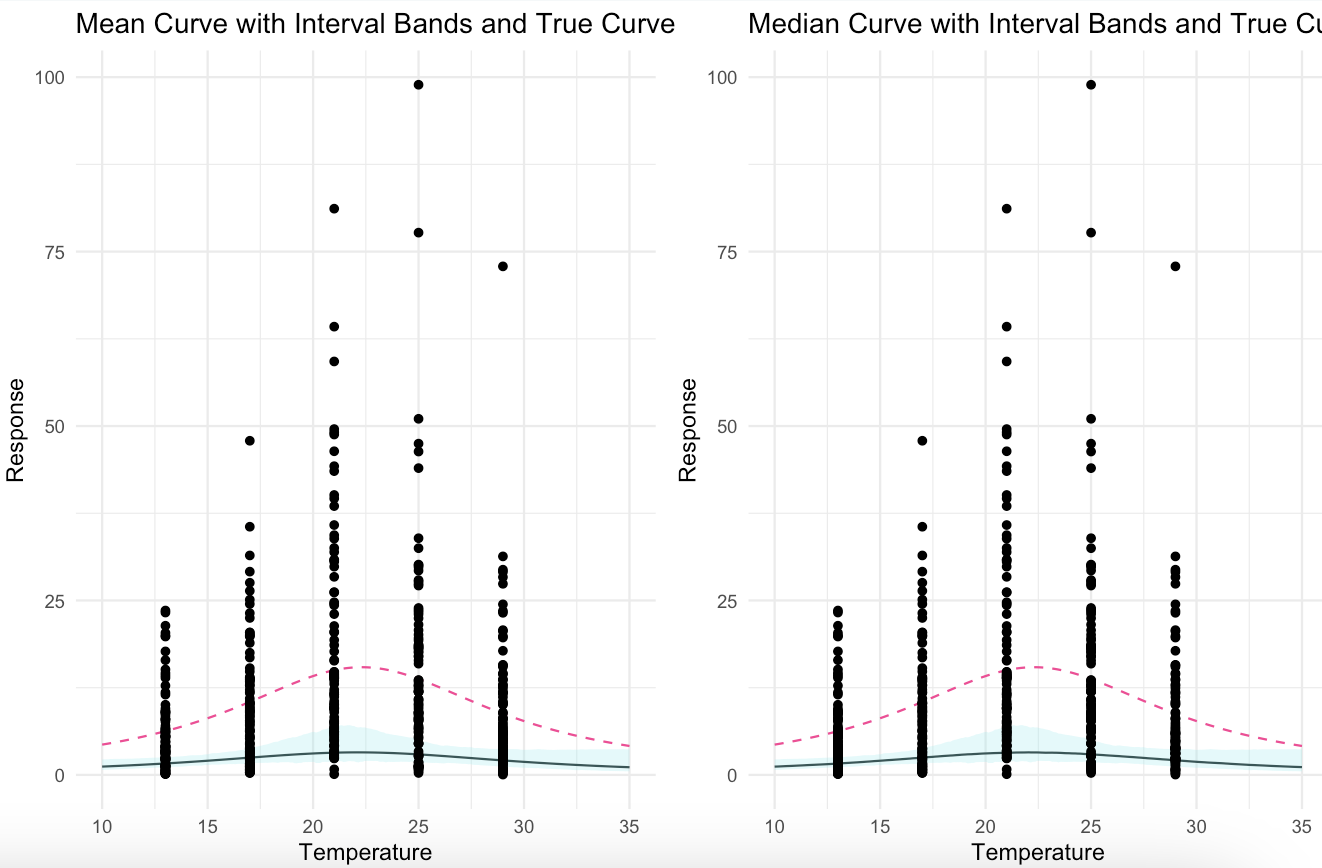 Mean Curve with Interval Bands and True Curve
100
75
50
25
0
Response
10 15 20 25 30 35
Temperature
Median Curve with Interval Bands and True
100
75
50
25
0
Response
10 15 20 25 30 35
Temperature